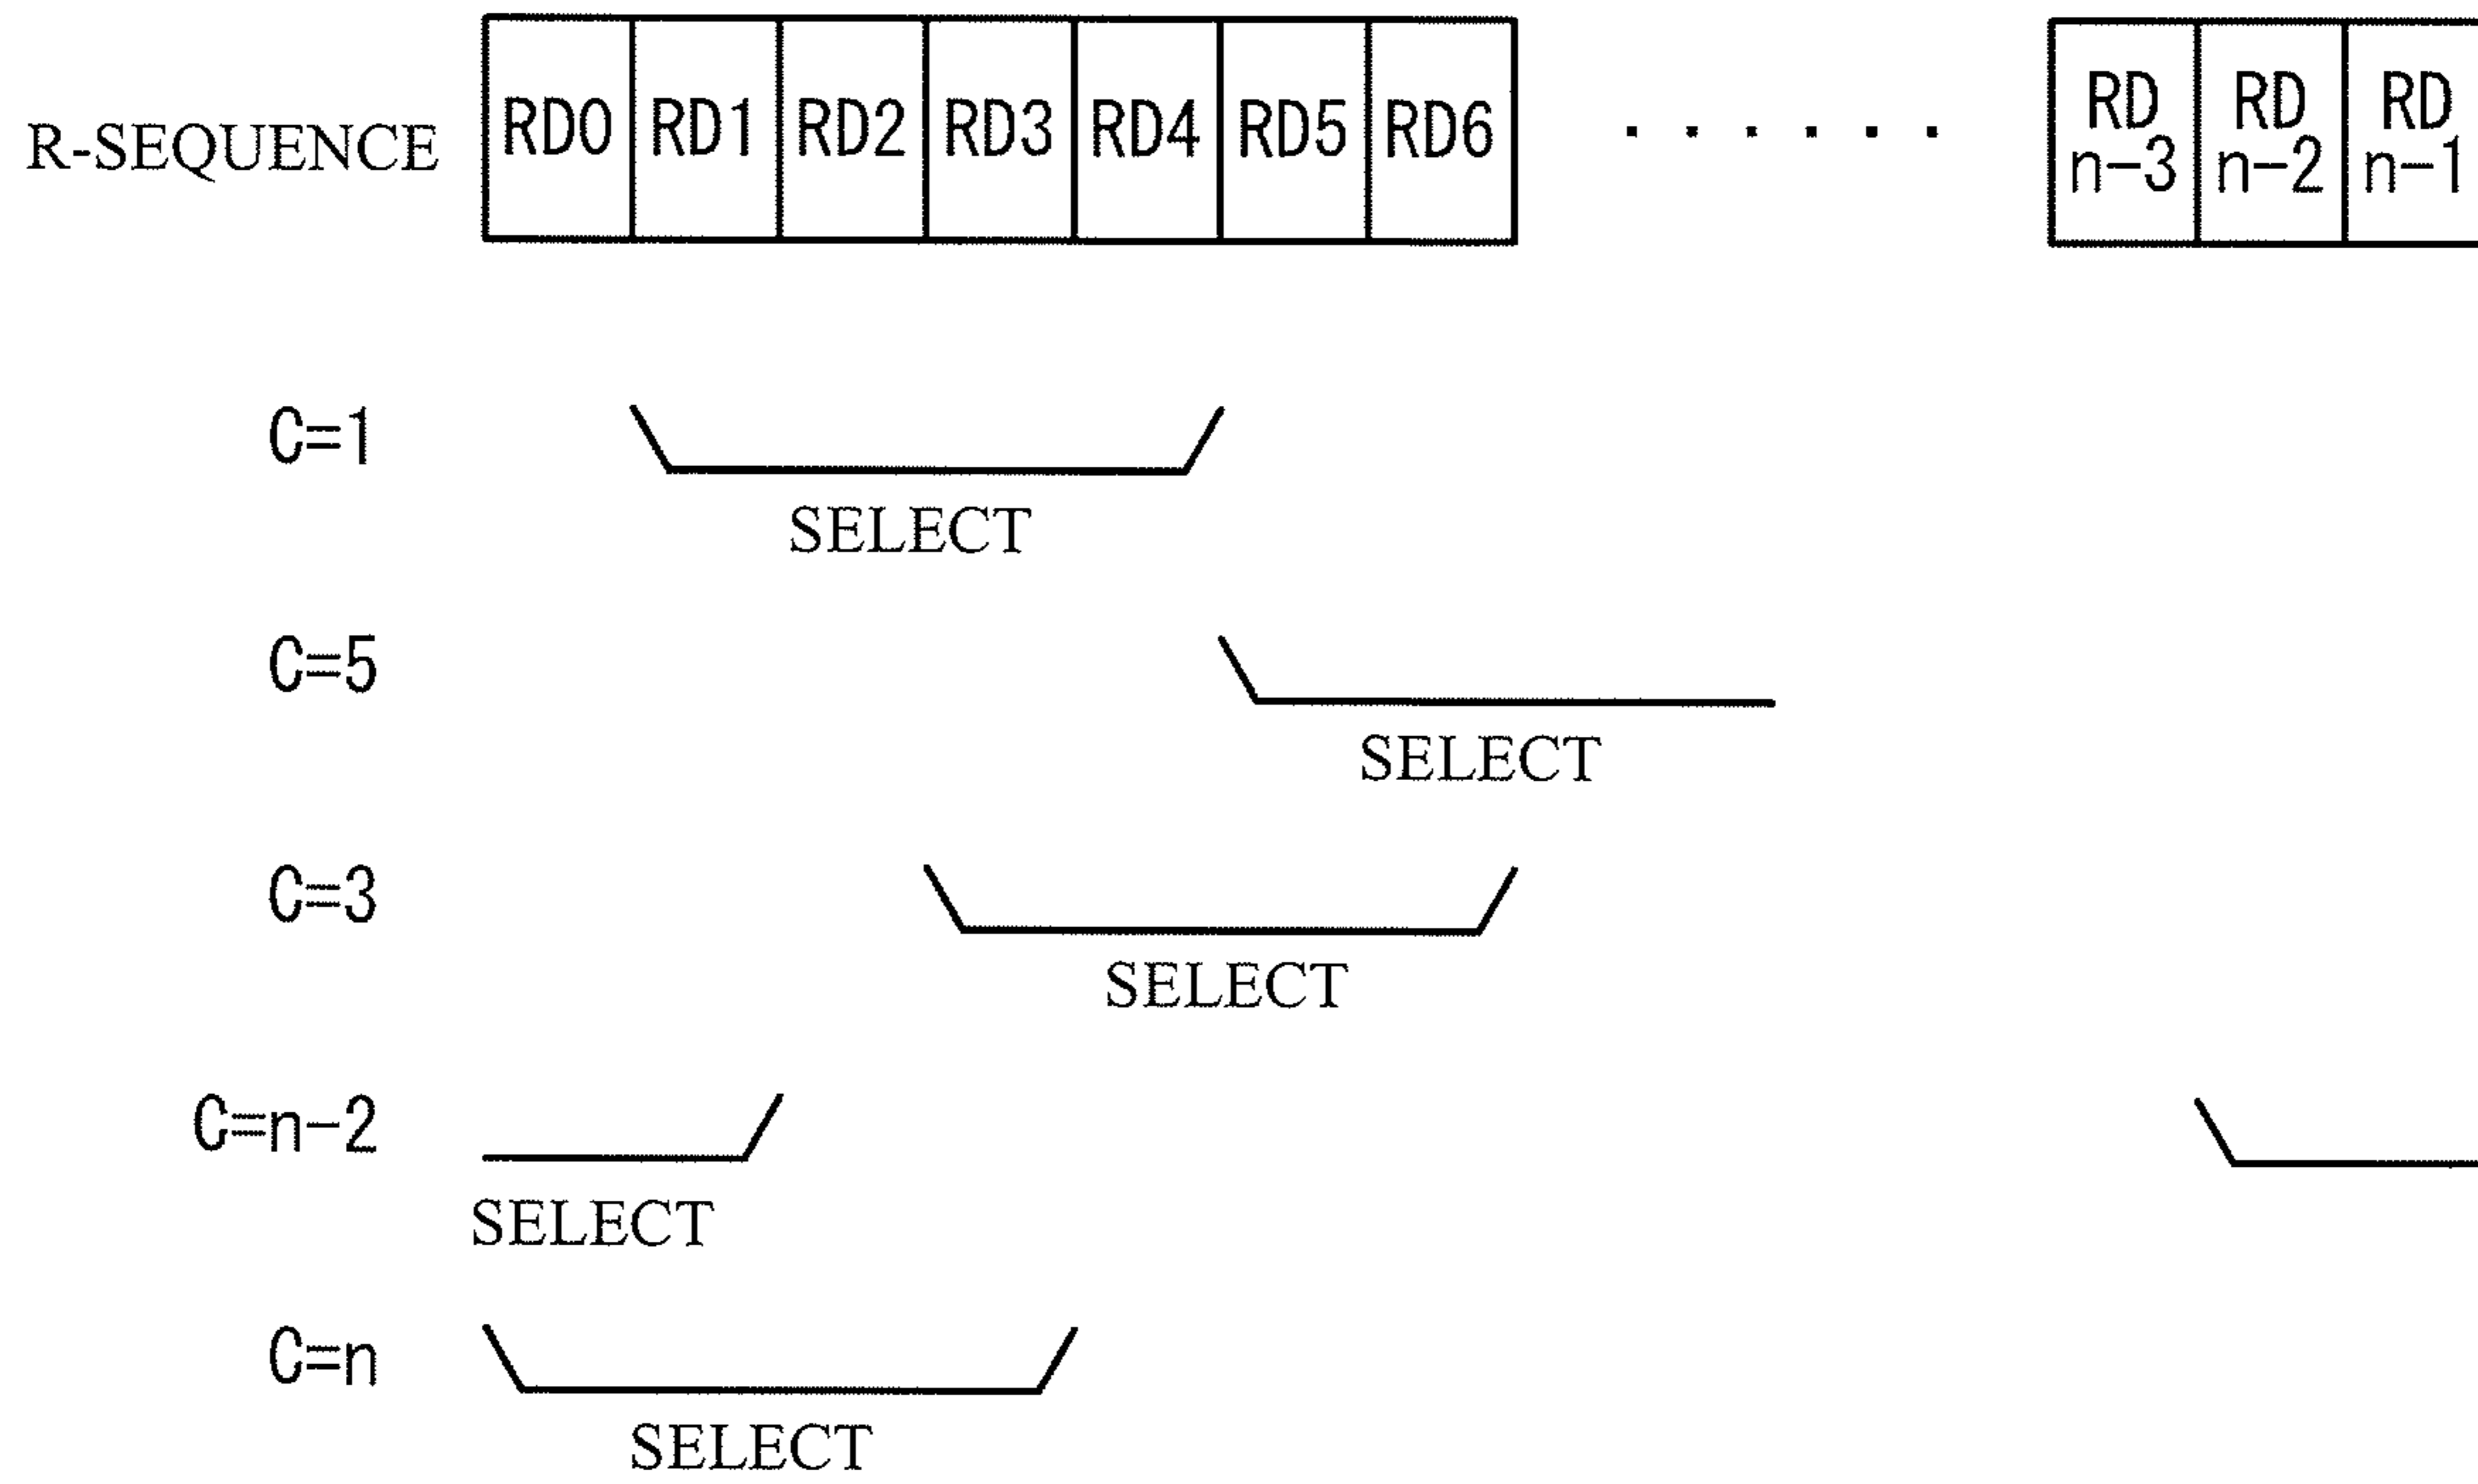 R-SEQUENCE RD0 RD1 RD2 RD3 RD4 RD5 RD6 ······ RD n-3 RD n-2 RD n-1
C=1
SELECT
C=5
SELECT
C=3
SELECT
C=n-2
SELECT
C=n
SELECT